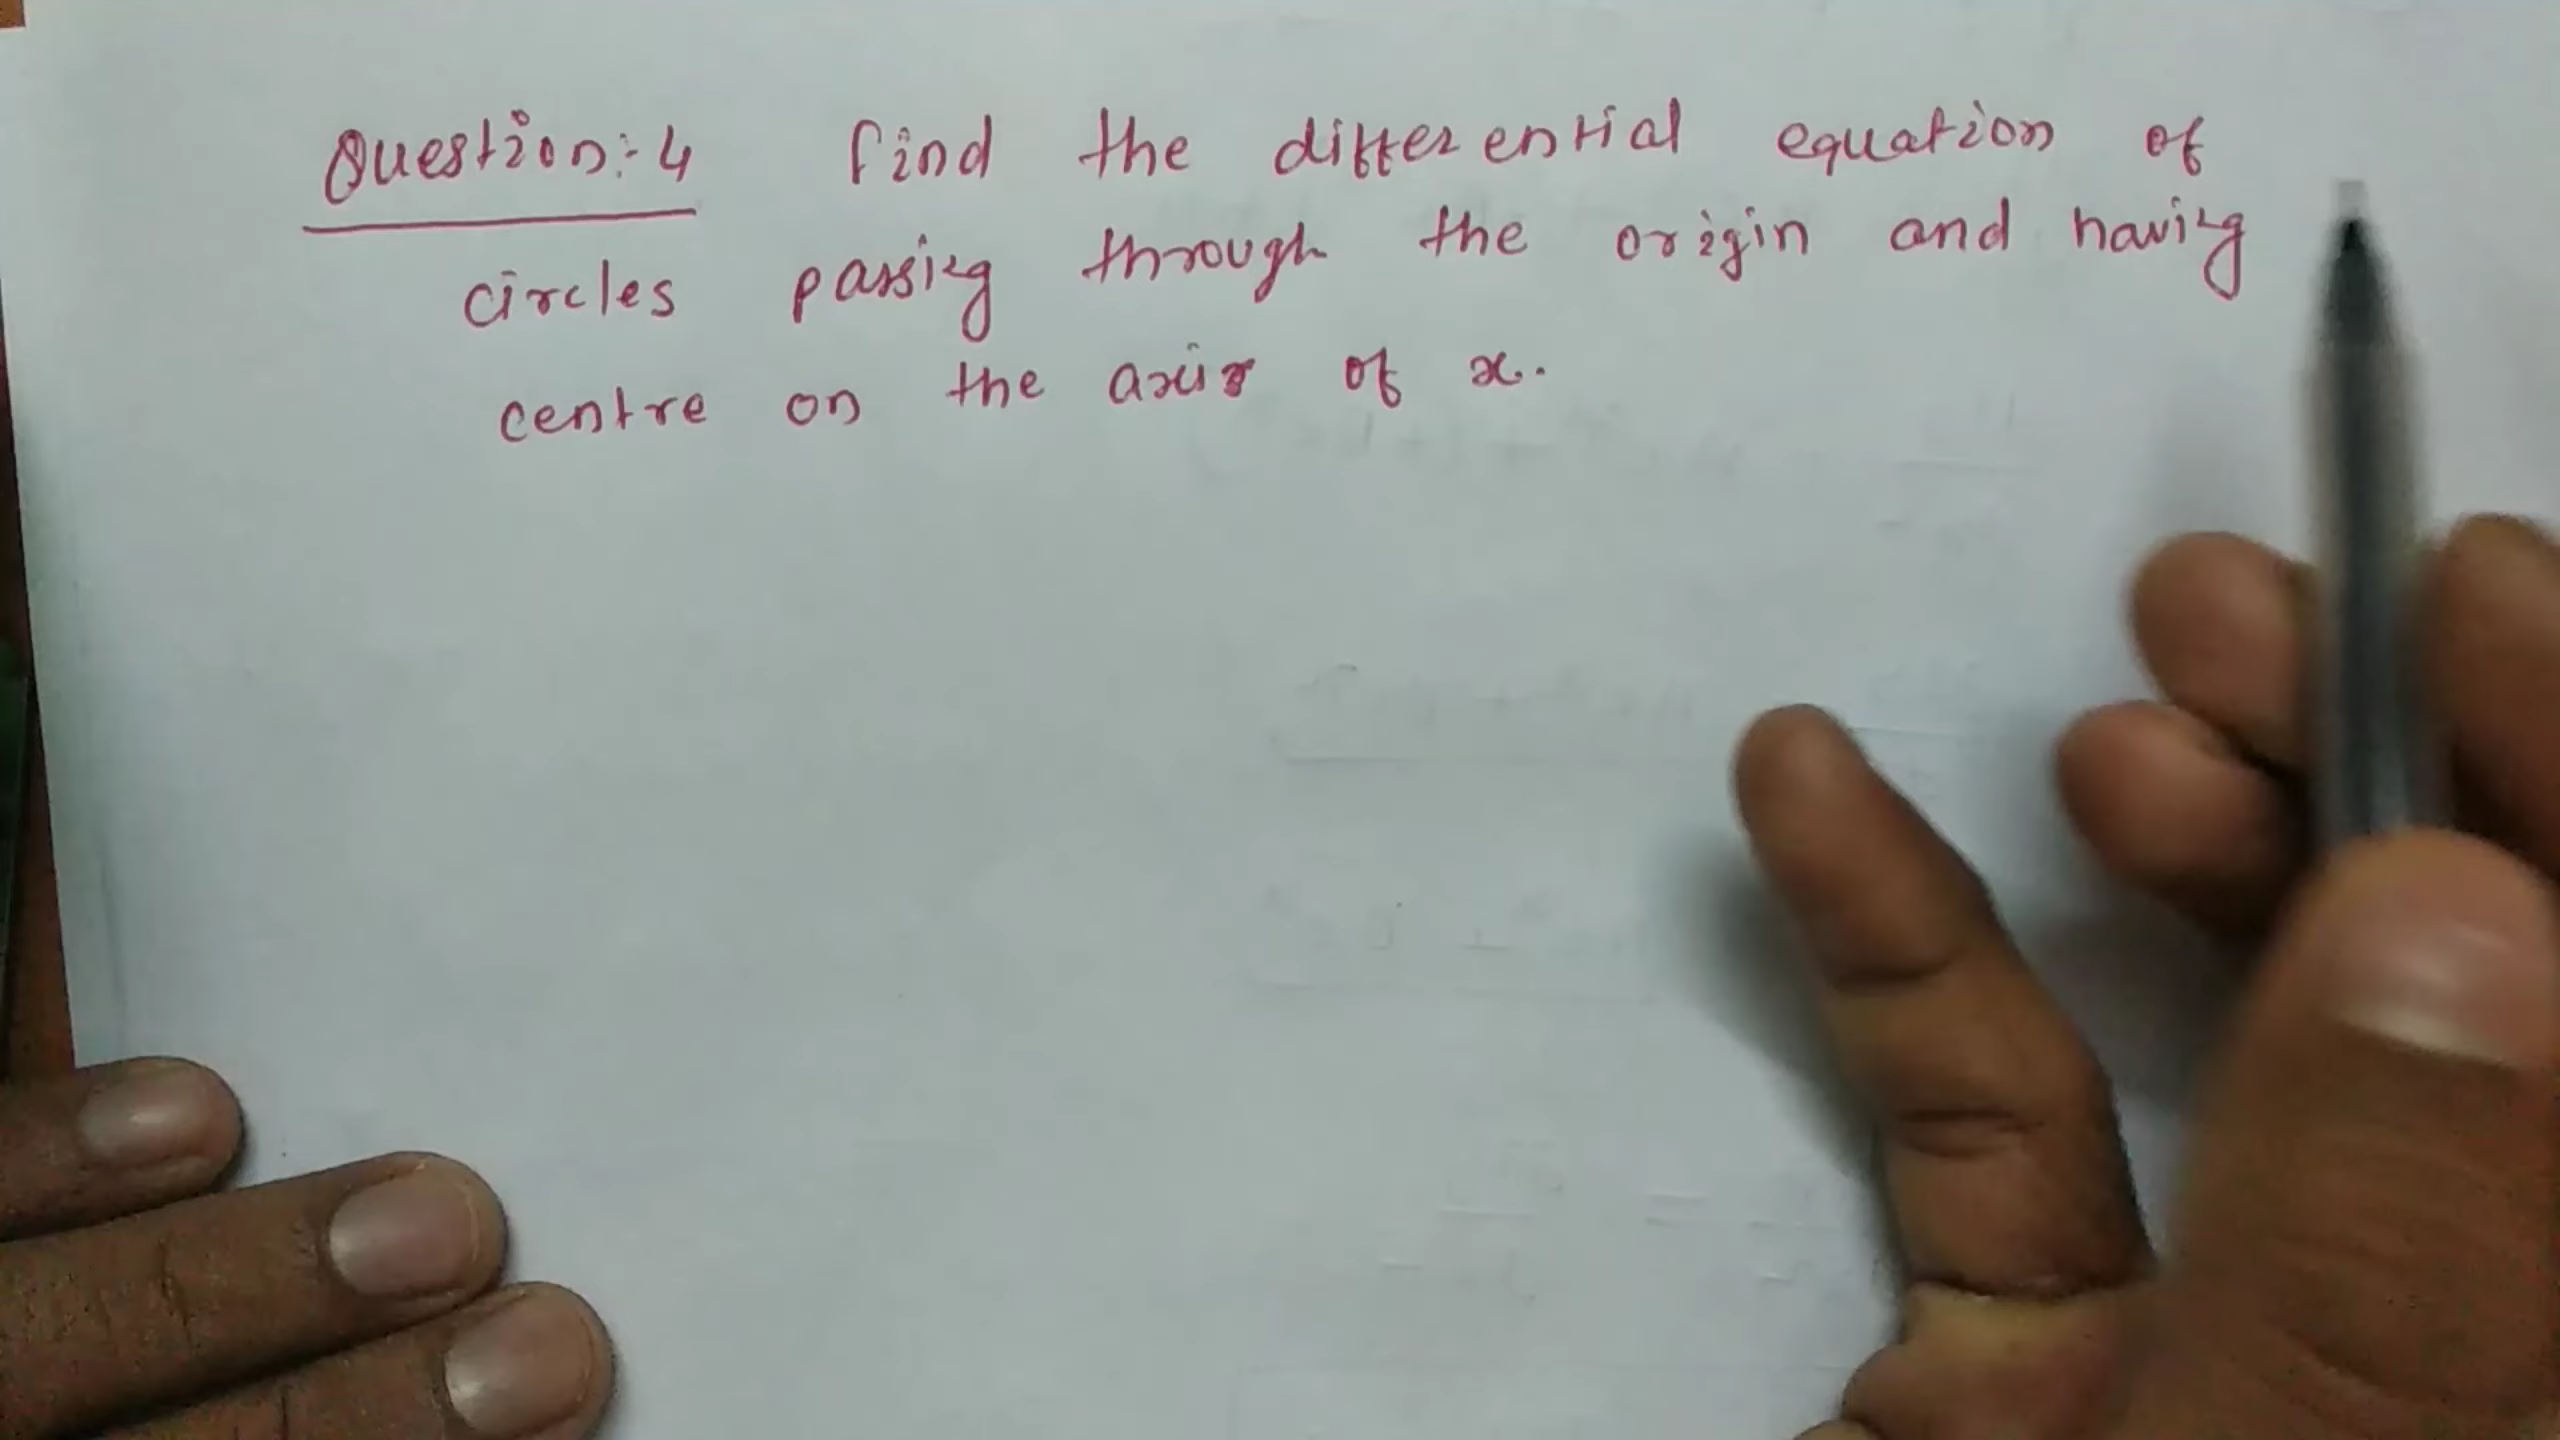 Question:- 4 find the differential equation of
circles passing through the origin and having
centre on the axis of x.